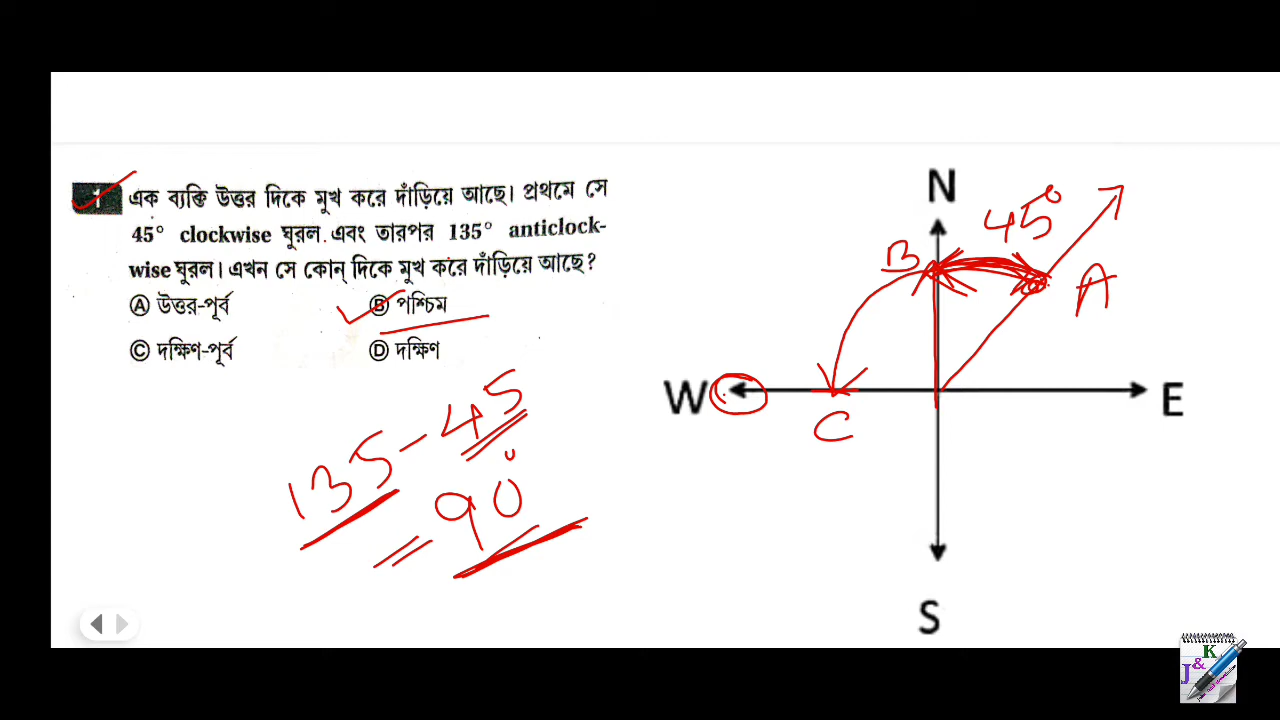 1 এক ব্যক্তি উত্তর দিকে মুখ করে দাঁড়িয়ে আছে। প্রথমে সে
45° clockwise ঘুরল এবং তারপর 135° anticlock-
wise ঘুরল। এখন সে কোন্ দিকে মুখ করে দাঁড়িয়ে আছে?
Ⓐ উত্তর-পূর্ব Ⓑ পশ্চিম
Ⓒ দক্ষিণ-পূর্ব Ⓓ দক্ষিণ
135 - 45
= 90°
N
45°
B
A
W
E
C
S
J&K